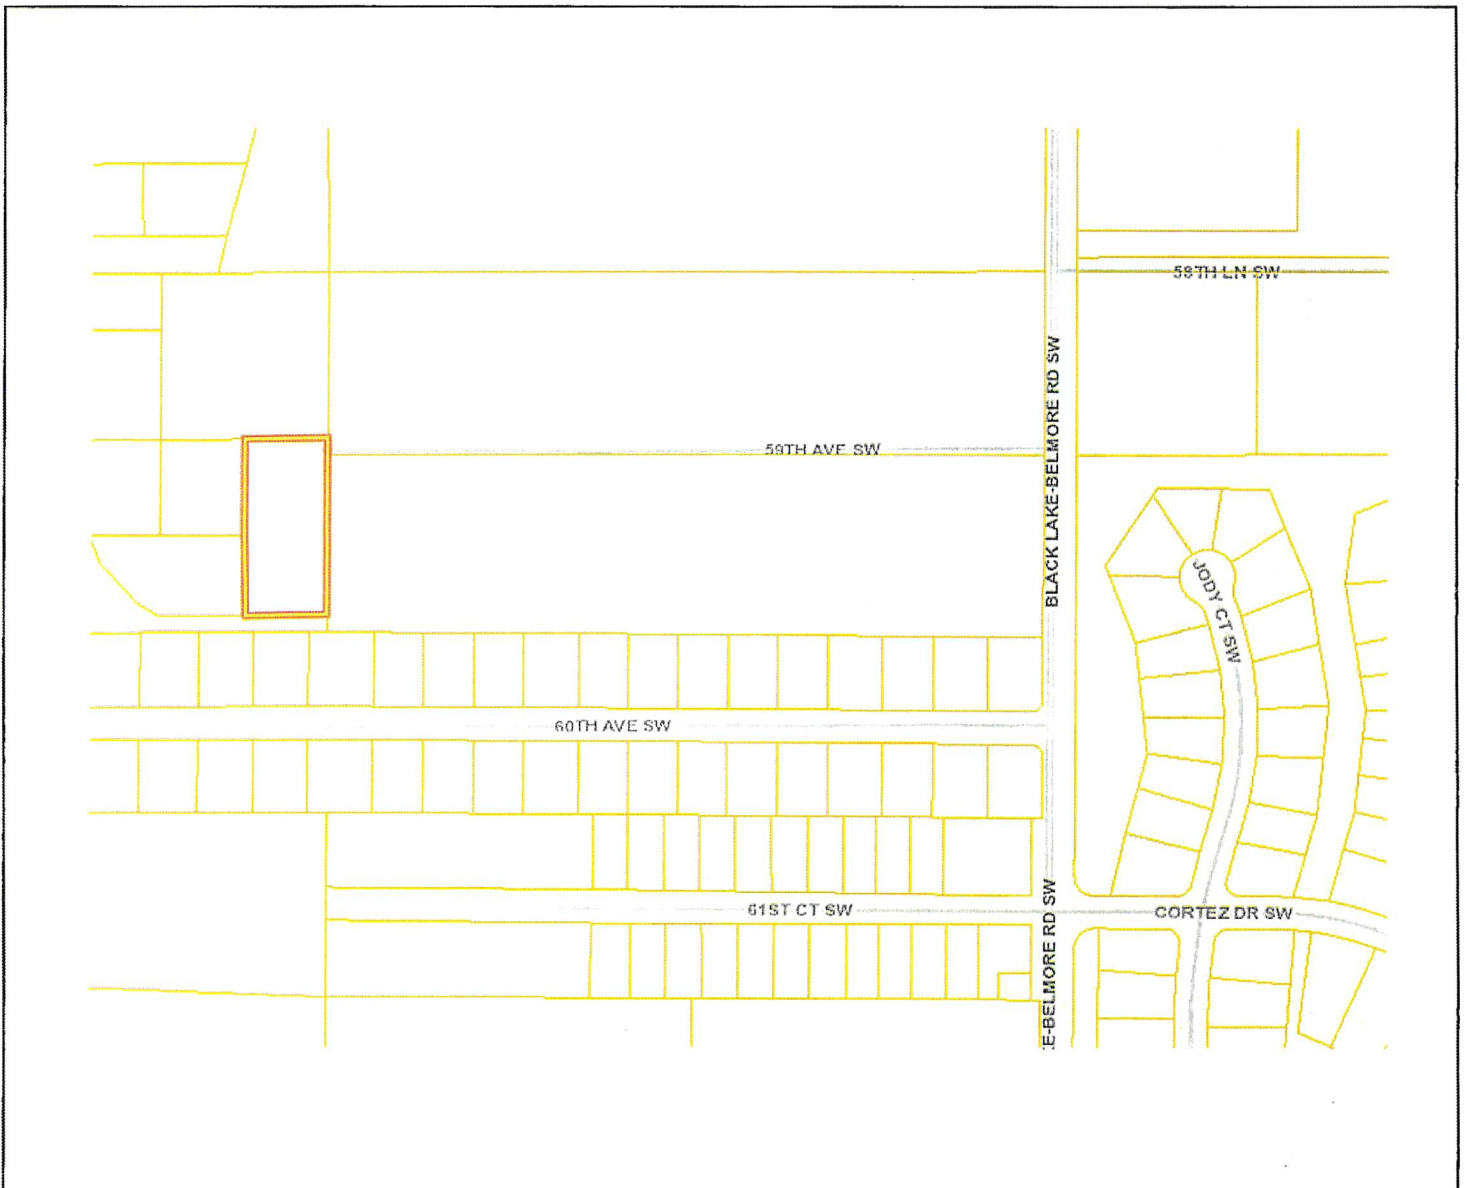 58TH LN SW
BLACK LAKE-BELMORE RD SW
59TH AVE SW
JODY CT SW
60TH AVE SW
61ST CT SW
CORTEZ DR SW
KE-BELMORE RD SW